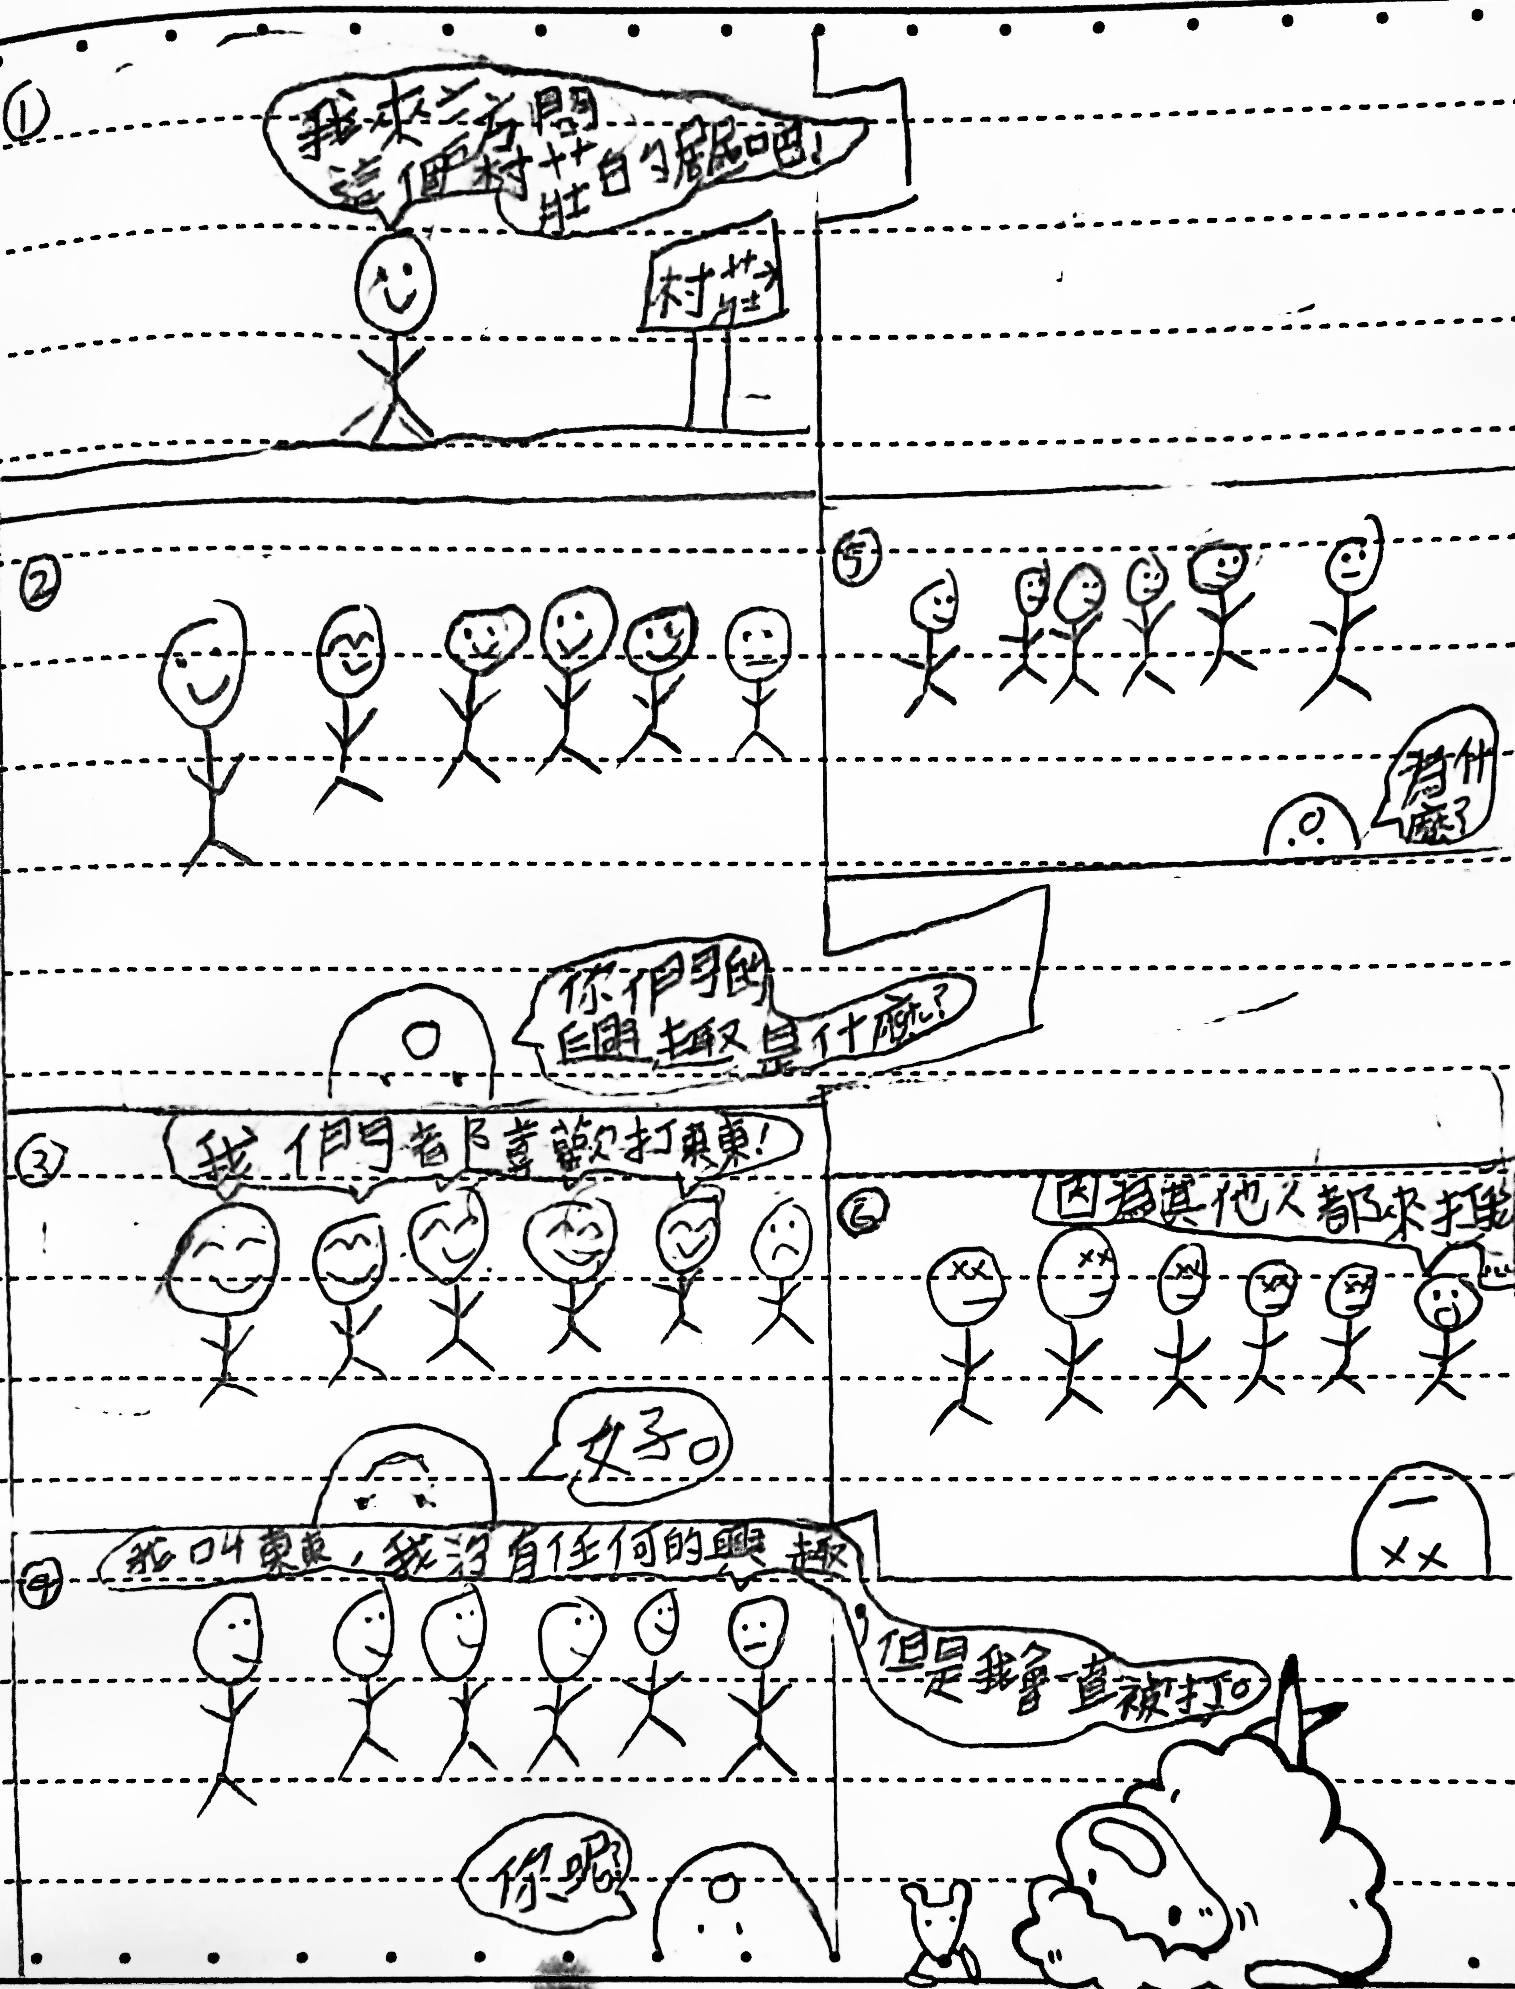 ①
我來訪問
這個村莊的屁吧!
村莊
②
你們的
興趣是什麼?
③
我們都喜歡打東東!
好。
④
我叫東東,我沒有任何的興趣,
但是我會一直被打。
你呢?
⑤
為什
麼?
⑥
因為其他人都來打我
...